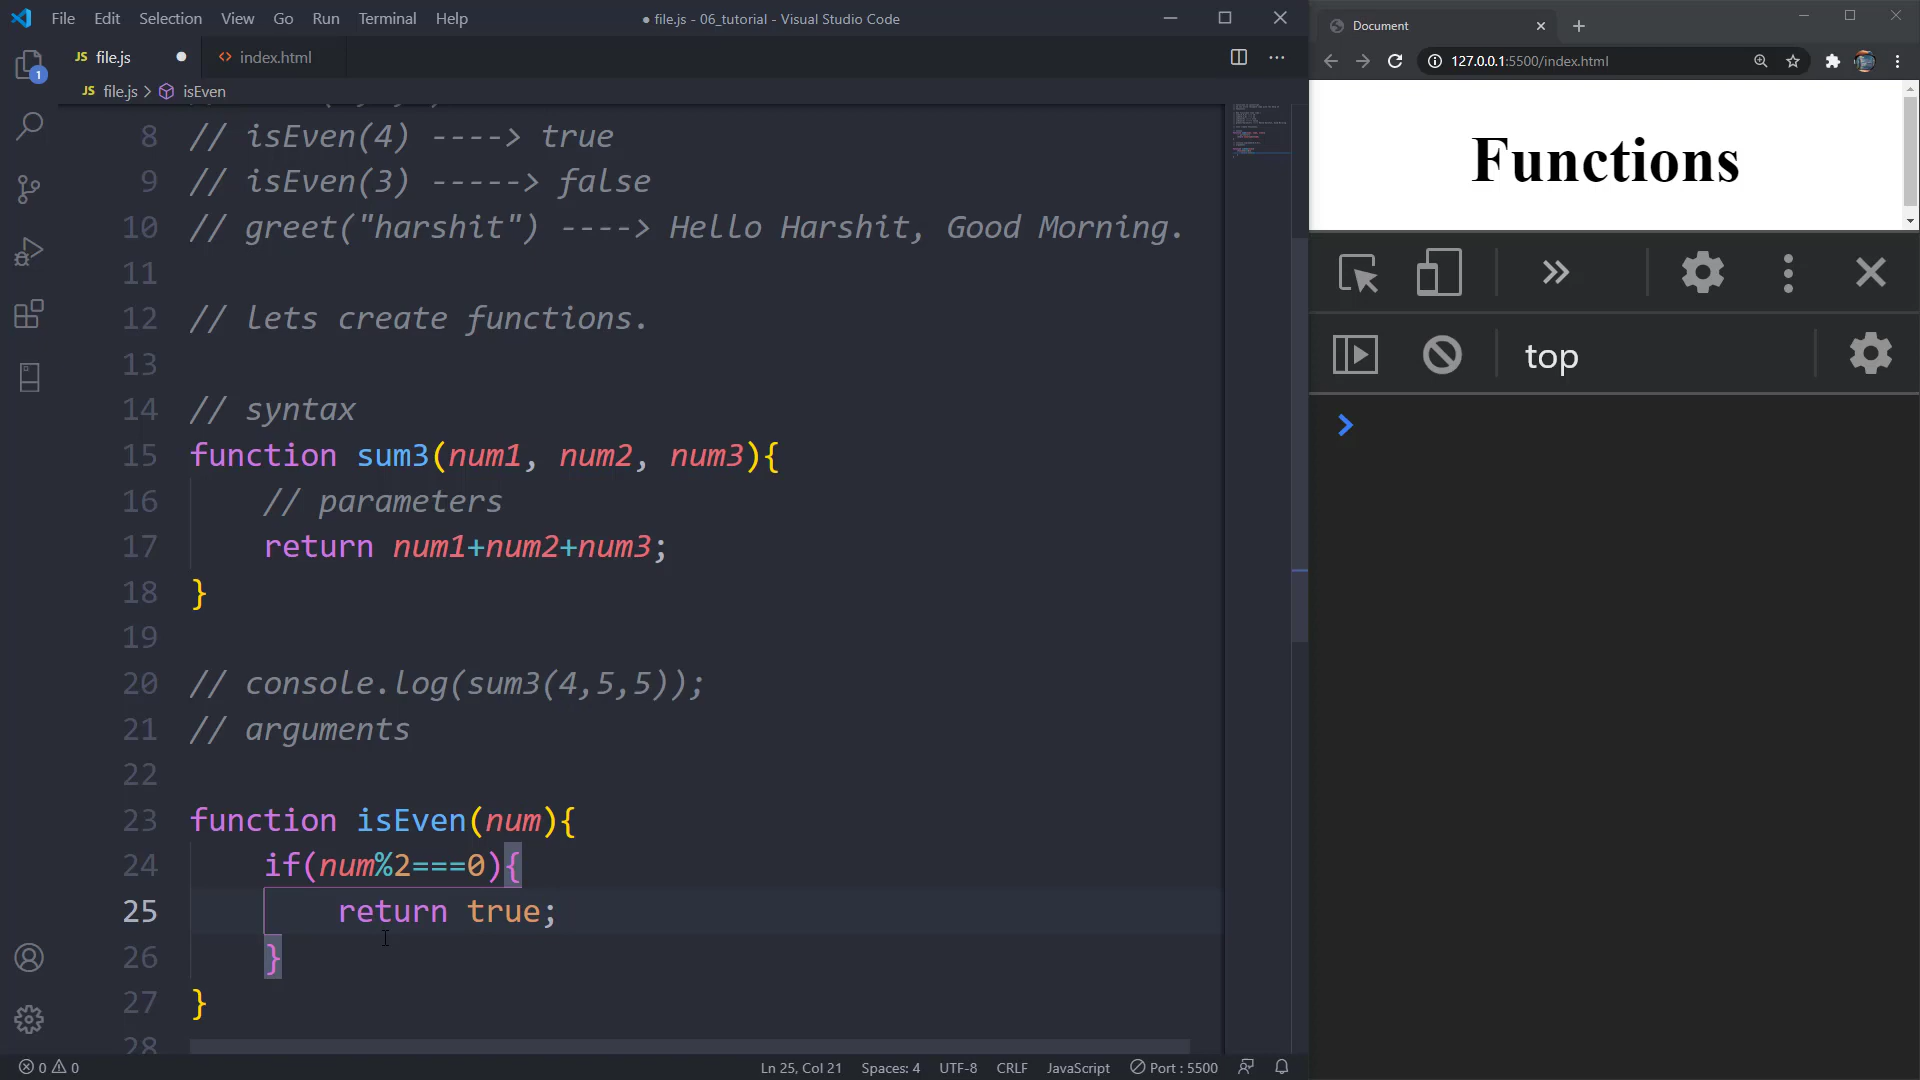 File Edit Selection View Go Run Terminal Help
● file.js - 06_tutorial - Visual Studio Code
Document
JS file.js
<> index.html
127.0.0.1:5500/index.html
1
JS file.js > isEven
8 // isEven(4) ----> true
9 // isEven(3) -----> false
10 // greet("harshit") ----> Hello Harshit, Good Morning.
11
12 // lets create functions.
13
14 // syntax
15 function sum3(num1, num2, num3){
16 // parameters
17 return num1+num2+num3;
18 }
19
20 // console.log(sum3(4,5,5));
21 // arguments
22
23 function isEven(num){
24 if(num%2===0){
25 return true;
26 }
27 }
28
Functions
top
0 0
Ln 25, Col 21 Spaces: 4 UTF-8 CRLF JavaScript Port : 5500